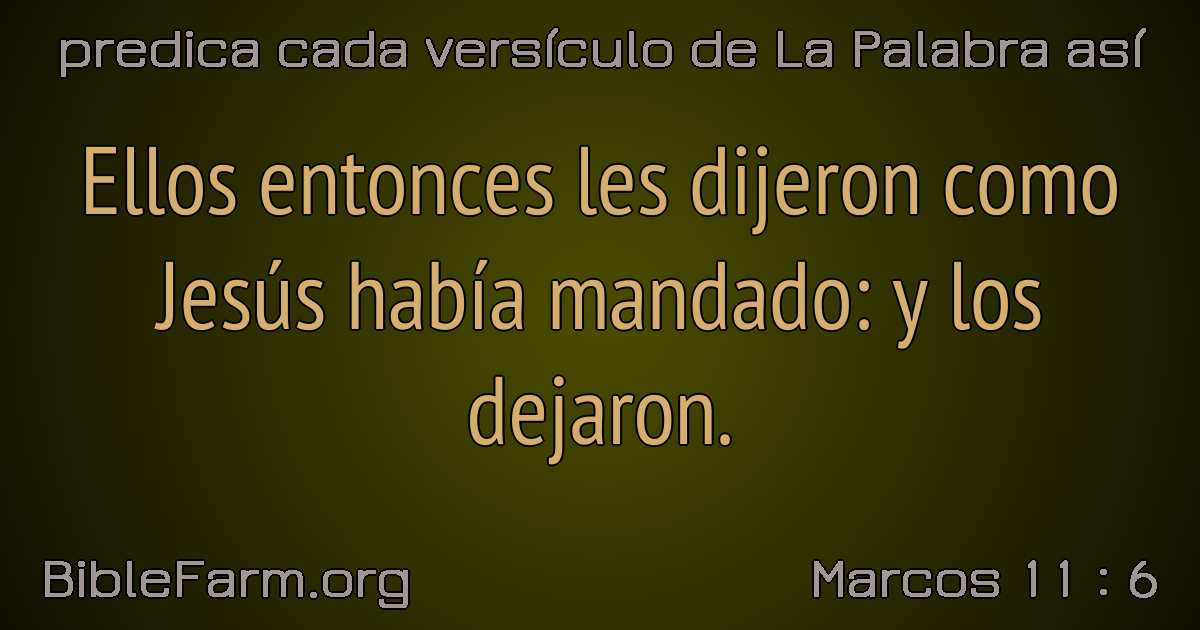 predica cada versículo de La Palabra así
Ellos entonces les dijeron como
Jesús había mandado: y los
dejaron.
BibleFarm.org
Marcos 11 : 6